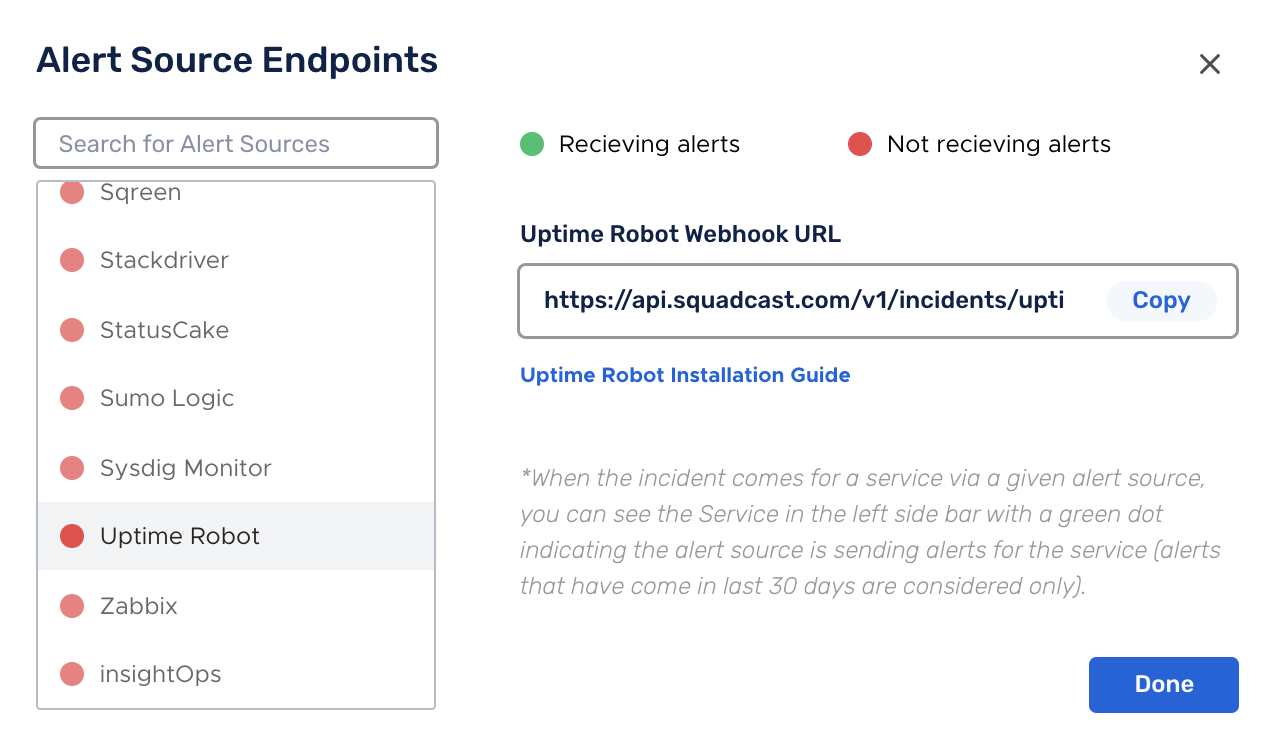 Alert Source Endpoints
Search for Alert Sources
Sqreen
Stackdriver
StatusCake
Sumo Logic
Sysdig Monitor
Uptime Robot
Zabbix
insightOps
Recieving alerts
Not recieving alerts
Uptime Robot Webhook URL
https://api.squadcast.com/v1/incidents/upti
Copy
Uptime Robot Installation Guide
*When the incident comes for a service via a given alert source,
you can see the Service in the left side bar with a green dot
indicating the alert source is sending alerts for the service (alerts
that have come in last 30 days are considered only).
Done